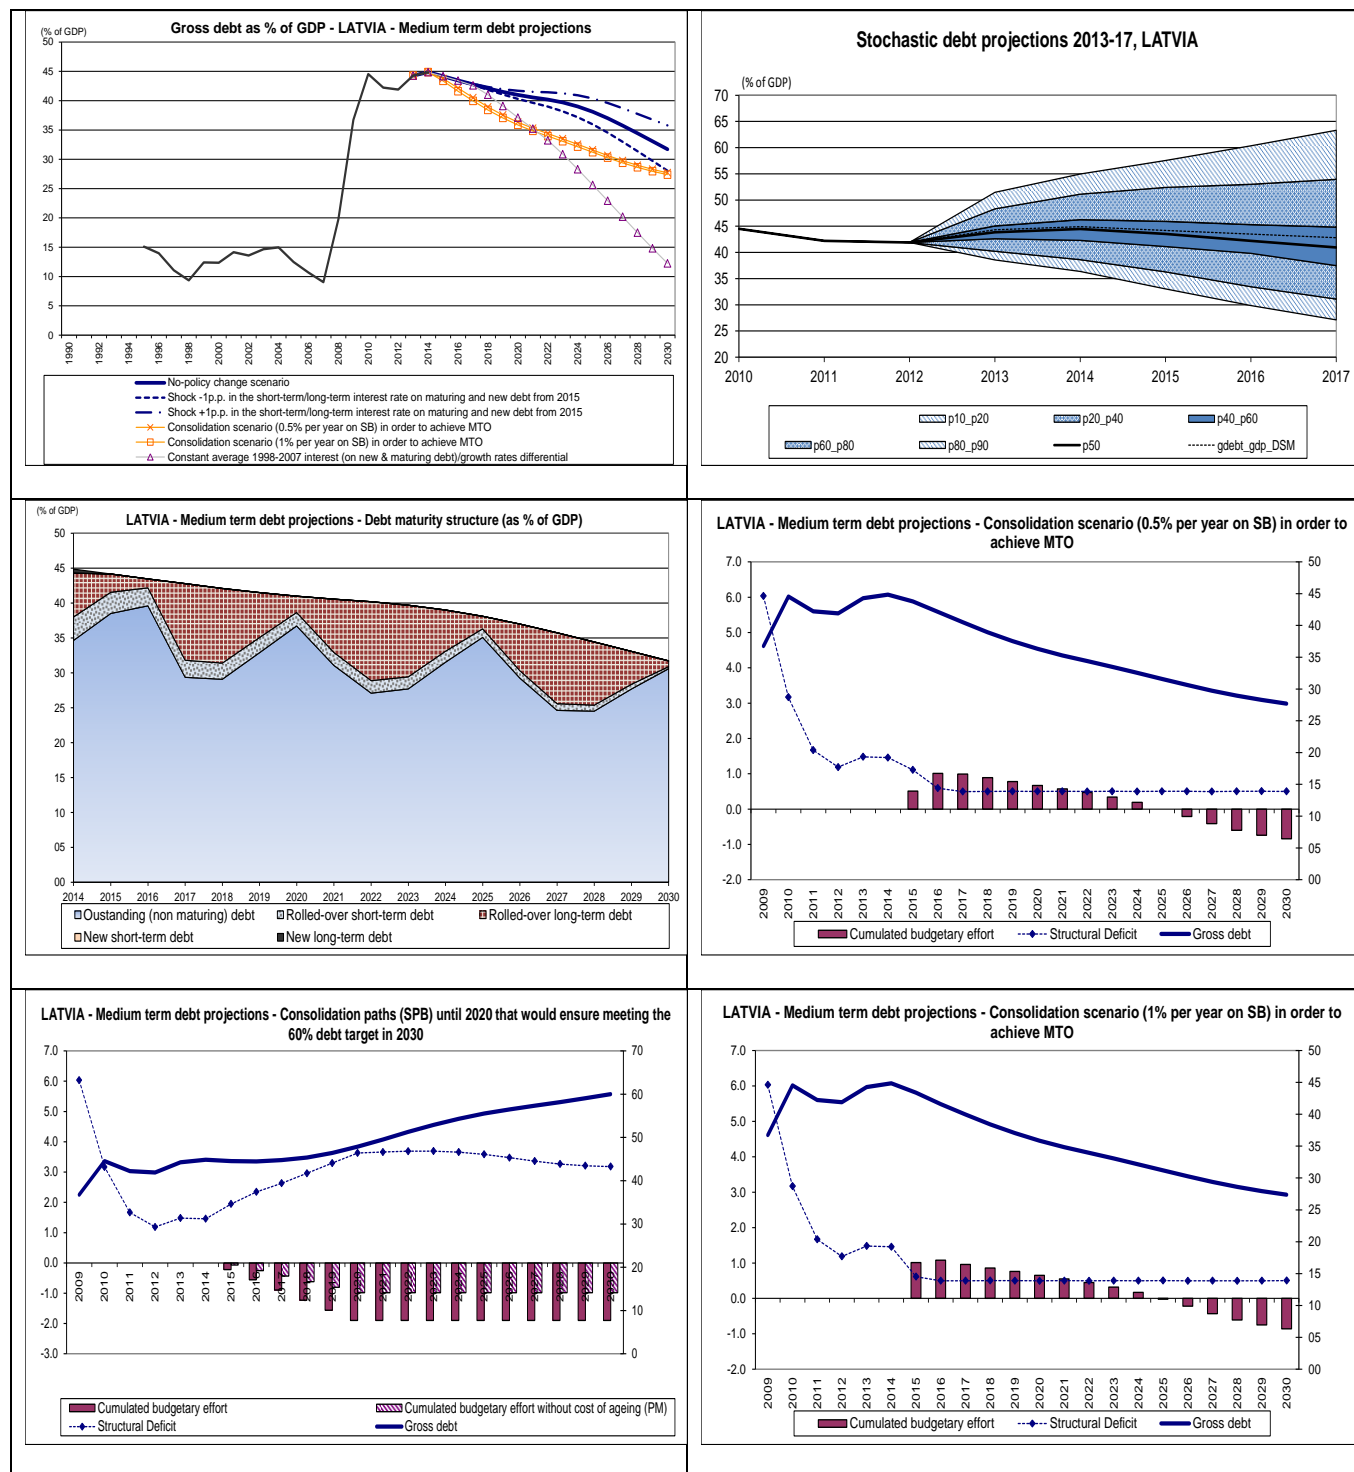 Gross debt as % of GDP - LATVIA - Medium term debt projections
(% of GDP)
50
45
40
35
30
25
20
15
10
5
0
1990 1992 1994 1996 1998 2000 2002 2004 2006 2008 2010 2012 2014 2016 2018 2020 2022 2024 2026 2028 2030
No-policy change scenario
Shock -1p.p. in the short-term/long-term interest rate on maturing and new debt from 2015
Shock +1p.p. in the short-term/long-term interest rate on maturing and new debt from 2015
Consolidation scenario (0.5% per year on SB) in order to achieve MTO
Consolidation scenario (1% per year on SB) in order to achieve MTO
Constant average 1998-2007 interest (on new & maturing debt)/growth rates differential
Stochastic debt projections 2013-17, LATVIA
(% of GDP)
70
65
60
55
50
45
40
35
30
25
20
2010 2011 2012 2013 2014 2015 2016 2017
p10_p20 p20_p40 p40_p60
p60_p80 p80_p90 p50 gdebt_gdp_DSM
(% of GDP)
LATVIA - Medium term debt projections - Debt maturity structure (as % of GDP)
50
45
40
35
30
25
20
15
10
05
00
2014 2015 2016 2017 2018 2019 2020 2021 2022 2023 2024 2025 2026 2027 2028 2029 2030
Oustanding (non maturing) debt Rolled-over short-term debt Rolled-over long-term debt
New short-term debt New long-term debt
LATVIA - Medium term debt projections - Consolidation scenario (0.5% per year on SB) in order to
achieve MTO
7.0 50
6.0 45
5.0 40
4.0 35
3.0 30
2.0 25
1.0 20
0.0 15
-1.0 10
-2.0 05
00
2009 2010 2011 2012 2013 2014 2015 2016 2017 2018 2019 2020 2021 2022 2023 2024 2025 2026 2027 2028 2029 2030
Cumulated budgetary effort Structural Deficit Gross debt
LATVIA - Medium term debt projections - Consolidation paths (SPB) until 2020 that would ensure meeting the
60% debt target in 2030
7.0 70
6.0 60
5.0 50
4.0 40
3.0 30
2.0 20
1.0 10
0.0 0
-1.0
-2.0
-3.0
2009 2010 2011 2012 2013 2014 2015 2016 2017 2018 2019 2020 2021 2022 2023 2024 2025 2026 2027 2028 2029 2030
Cumulated budgetary effort Cumulated budgetary effort without cost of ageing (PM)
Structural Deficit Gross debt
LATVIA - Medium term debt projections - Consolidation scenario (1% per year on SB) in order to
achieve MTO
7.0 50
6.0 45
5.0 40
4.0 35
3.0 30
2.0 25
1.0 20
0.0 15
-1.0 10
-2.0 05
00
2009 2010 2011 2012 2013 2014 2015 2016 2017 2018 2019 2020 2021 2022 2023 2024 2025 2026 2027 2028 2029 2030
Cumulated budgetary effort Structural Deficit Gross debt